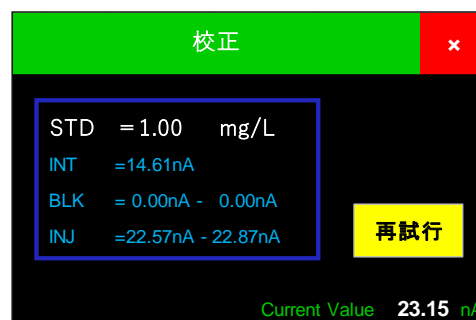 校正
×
STD =1.00 mg/L
INT =14.61nA
BLK = 0.00nA - 0.00nA
INJ =22.57nA - 22.87nA
再試行
Current Value 23.15 nA